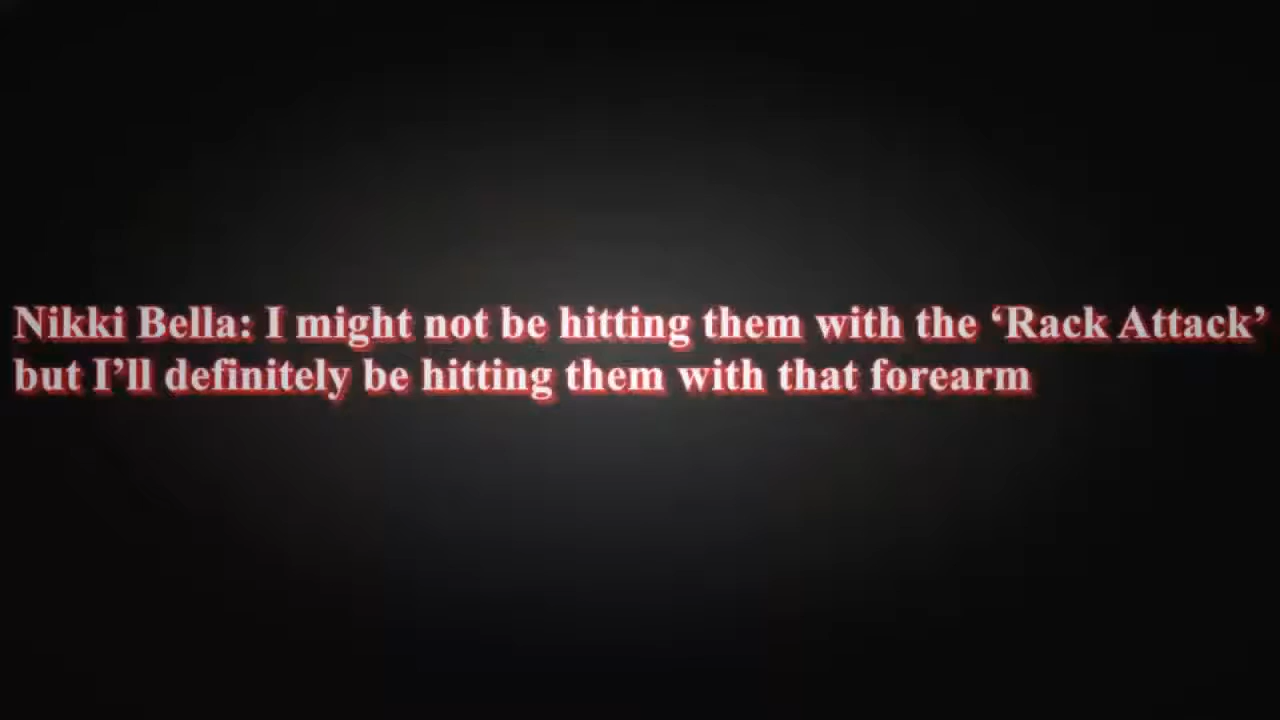 Nikki Bella: I might not be hitting them with the ‘Rack Attack’
but I’ll definitely be hitting them with that forearm